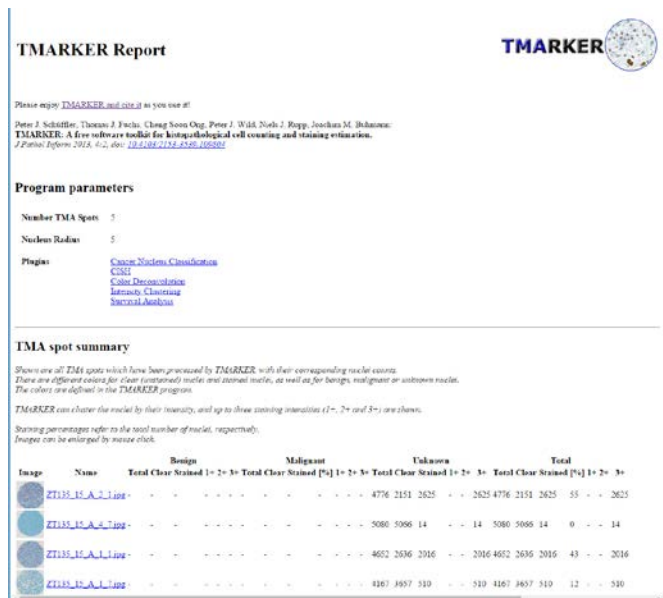 TMARKER Report
TMARKER
Please enjoy TMARKER and cite it as you use it!
Peter J. Schüffler, Thomas J. Fuchs, Cheng Soon Ong, Peter J. Wild, Niels J. Rupp, Joachim M. Buhmann:
TMARKER: A free software toolkit for histopathological cell counting and staining estimation.
J Pathol Inform 2013, 4:2, doi: 10.4103/2153-3539.109804
Program parameters
Number TMA Spots 5
Nucleus Radius 5
Plugins Cancer Nucleus Classification
CISH
Color Deconvolution
Intensity Clustering
Survival Analysis
TMA spot summary
Shown are all TMA spots which have been processed by TMARKER with their corresponding nuclei counts.
There are different colors for clear (unstained) nuclei and stained nuclei, as well as for benign, malignant or unknown nuclei.
The colors are defined in the TMARKER program.
TMARKER can cluster the nuclei by their intensity, and up to three staining intensities (1+, 2+ and 3+) are shown.
Staining percentages refer to the total number of nuclei, respectively.
Images can be enlarged by mouse click.
Benign Malignant Unknown Total
Image Name Total Clear Stained 1+ 2+ 3+ Total Clear Stained [%] 1+ 2+ 3+ Total Clear Stained 1+ 2+ 3+ Total Clear Stained [%] 1+ 2+ 3+
ZT135_15_A_2_1.jpg - - - - - - - - - - - - - 4776 2151 2625 - - 2625 4776 2151 2625 55 - - 2625
ZT135_15_A_4_7.jpg - - - - - - - - - - - - - 5080 5066 14 - - 14 5080 5066 14 0 - - 14
ZT135_15_A_1_1.jpg - - - - - - - - - - - - - 4652 2636 2016 - - 2016 4652 2636 2016 43 - - 2016
ZT135_15_A_1_7.jpg - - - - - - - - - - - - - 4167 3657 510 - - 510 4167 3657 510 12 - - 510